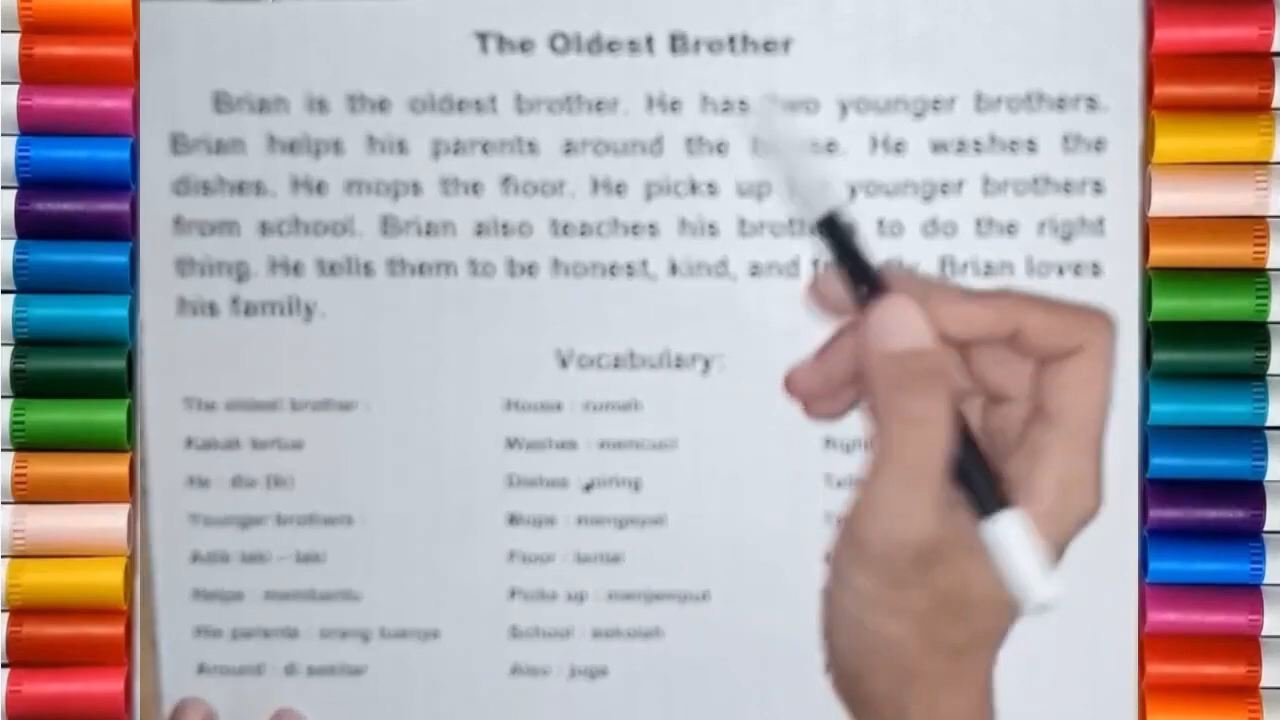 The Oldest Brother
Brian is the oldest brother. He has two younger brothers.
Brian helps his parents around the house. He washes the
dishes. He mops the floor. He picks up younger brothers
from school. Brian also teaches his brothers to do the right
thing. He tells them to be honest, kind, and Brian loves
his family.
Vocabulary:
The oldest brother :
Kakak tertua
He : dia (lk)
Younger brothers :
Adik laki - laki
Helps : membantu
His parents : orang tuanya
Around : di sekitar
House : rumah
Washes : mencuci
Dishes : piring
Mops : mengepel
Floor : lantai
Picks up : menjemput
School : sekolah
Also : juga
Right